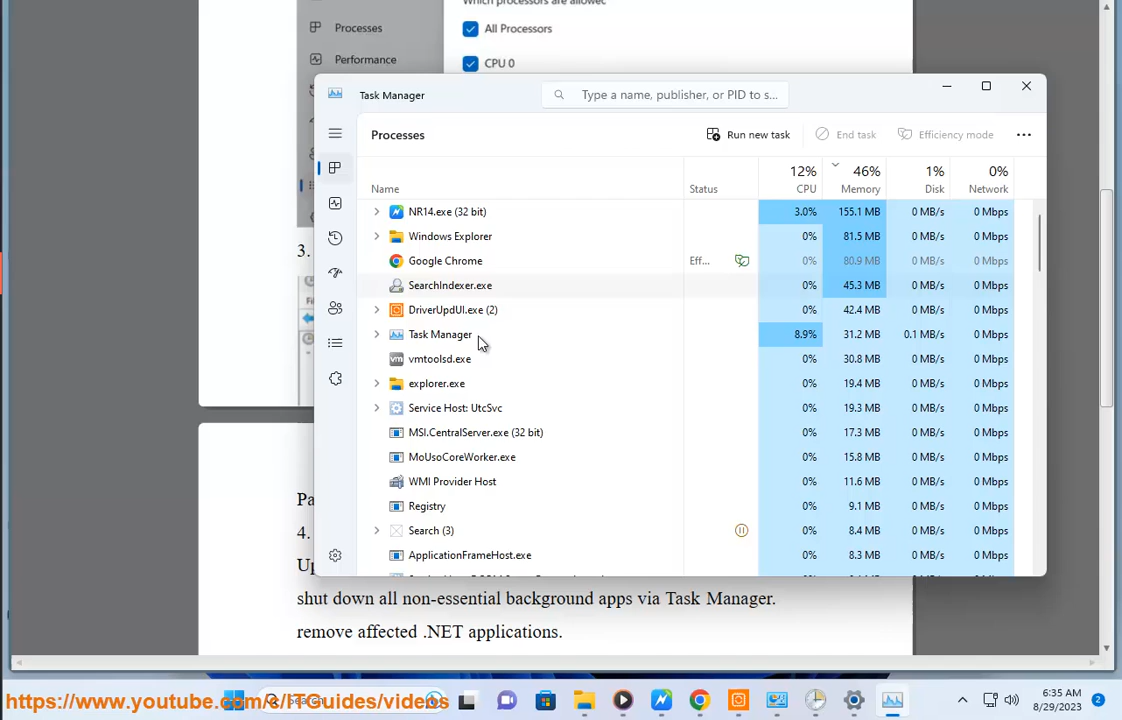 Which processors are allowed
Processes
All Processors
Performance
CPU 0
Task Manager
Type a name, publisher, or PID to s...
Processes
Run new task
End task
Efficiency mode
12% 46% 1% 0%
Name Status CPU Memory Disk Network
NR14.exe (32 bit) 3.0% 155.1 MB 0 MB/s 0 Mbps
Windows Explorer 0% 81.5 MB 0 MB/s 0 Mbps
Google Chrome Eff... 0% 80.9 MB 0 MB/s 0 Mbps
SearchIndexer.exe 0% 45.3 MB 0 MB/s 0 Mbps
DriverUpdUI.exe (2) 0% 42.4 MB 0 MB/s 0 Mbps
Task Manager 8.9% 31.2 MB 0.1 MB/s 0 Mbps
vmtoolsd.exe 0% 30.8 MB 0 MB/s 0 Mbps
explorer.exe 0% 19.4 MB 0 MB/s 0 Mbps
Service Host: UtcSvc 0% 19.3 MB 0 MB/s 0 Mbps
MSI.CentralServer.exe (32 bit) 0% 17.3 MB 0 MB/s 0 Mbps
MoUsoCoreWorker.exe 0% 15.8 MB 0 MB/s 0 Mbps
WMI Provider Host 0% 11.6 MB 0 MB/s 0 Mbps
Registry 0% 9.1 MB 0 MB/s 0 Mbps
Search (3) 0% 8.4 MB 0 MB/s 0 Mbps
ApplicationFrameHost.exe 0% 8.3 MB 0 MB/s 0 Mbps
3.
Pa
4.
Up
shut down all non-essential background apps via Task Manager.
remove affected .NET applications.
https://www.youtube.com/c/ITGuides/videos
Search
6:35 AM
8/29/2023
2